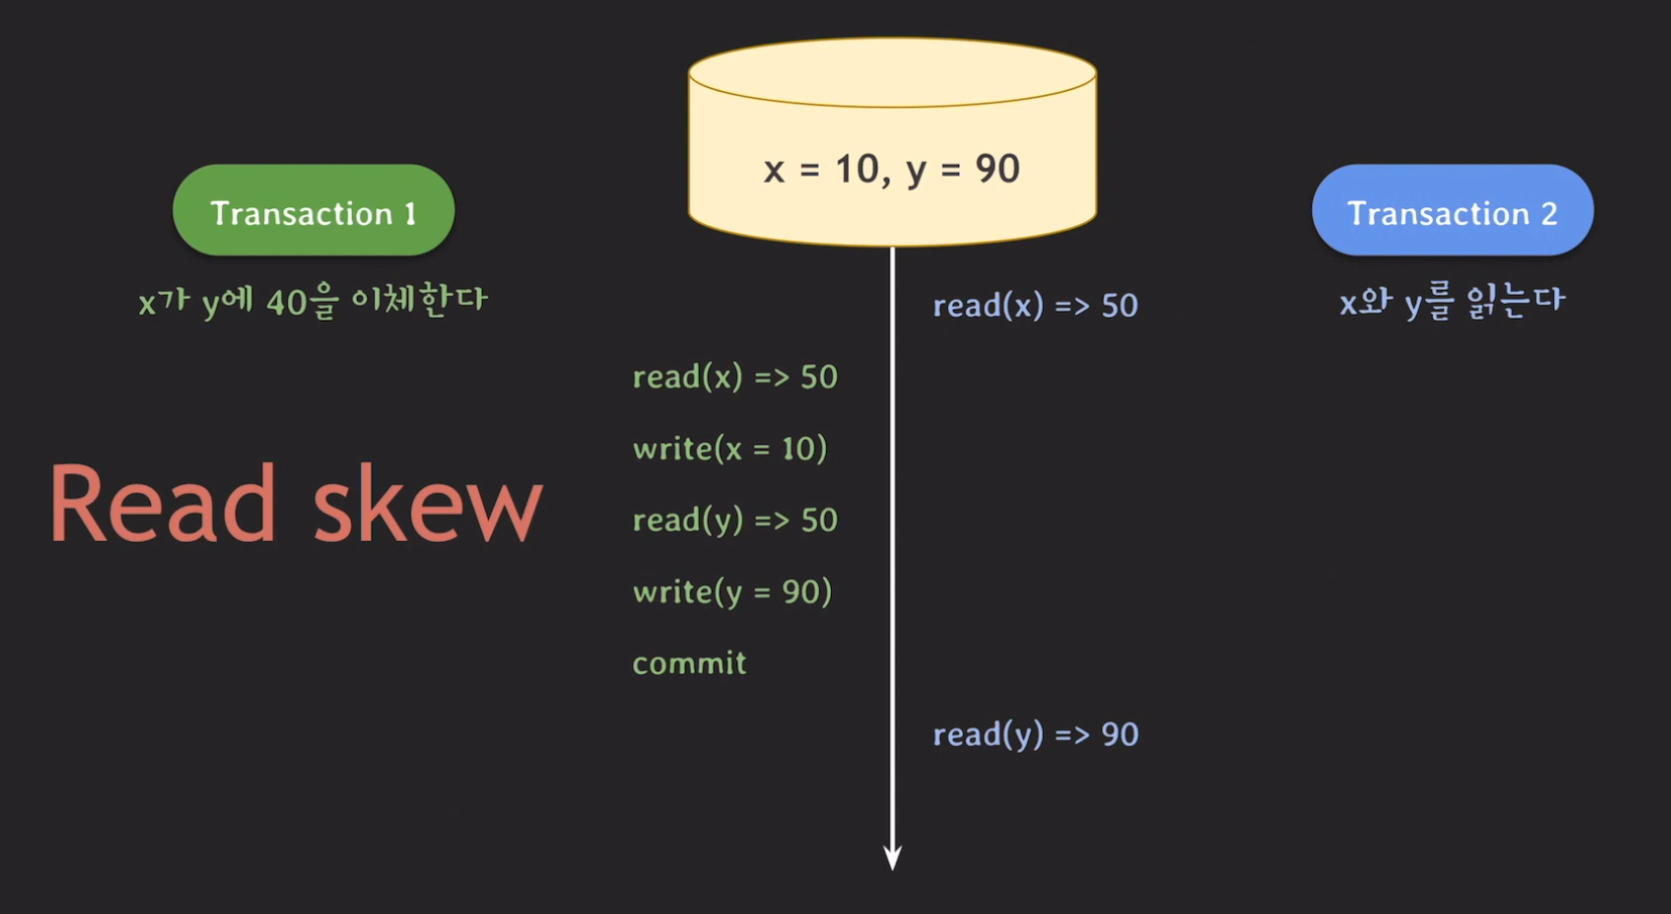 x = 10, y = 90
Transaction 1
x가 y에 40을 이체한다
Transaction 2
x와 y를 읽는다
read(x) => 50
read(x) => 50
write(x = 10)
Read skew
read(y) => 50
write(y = 90)
commit
read(y) => 90